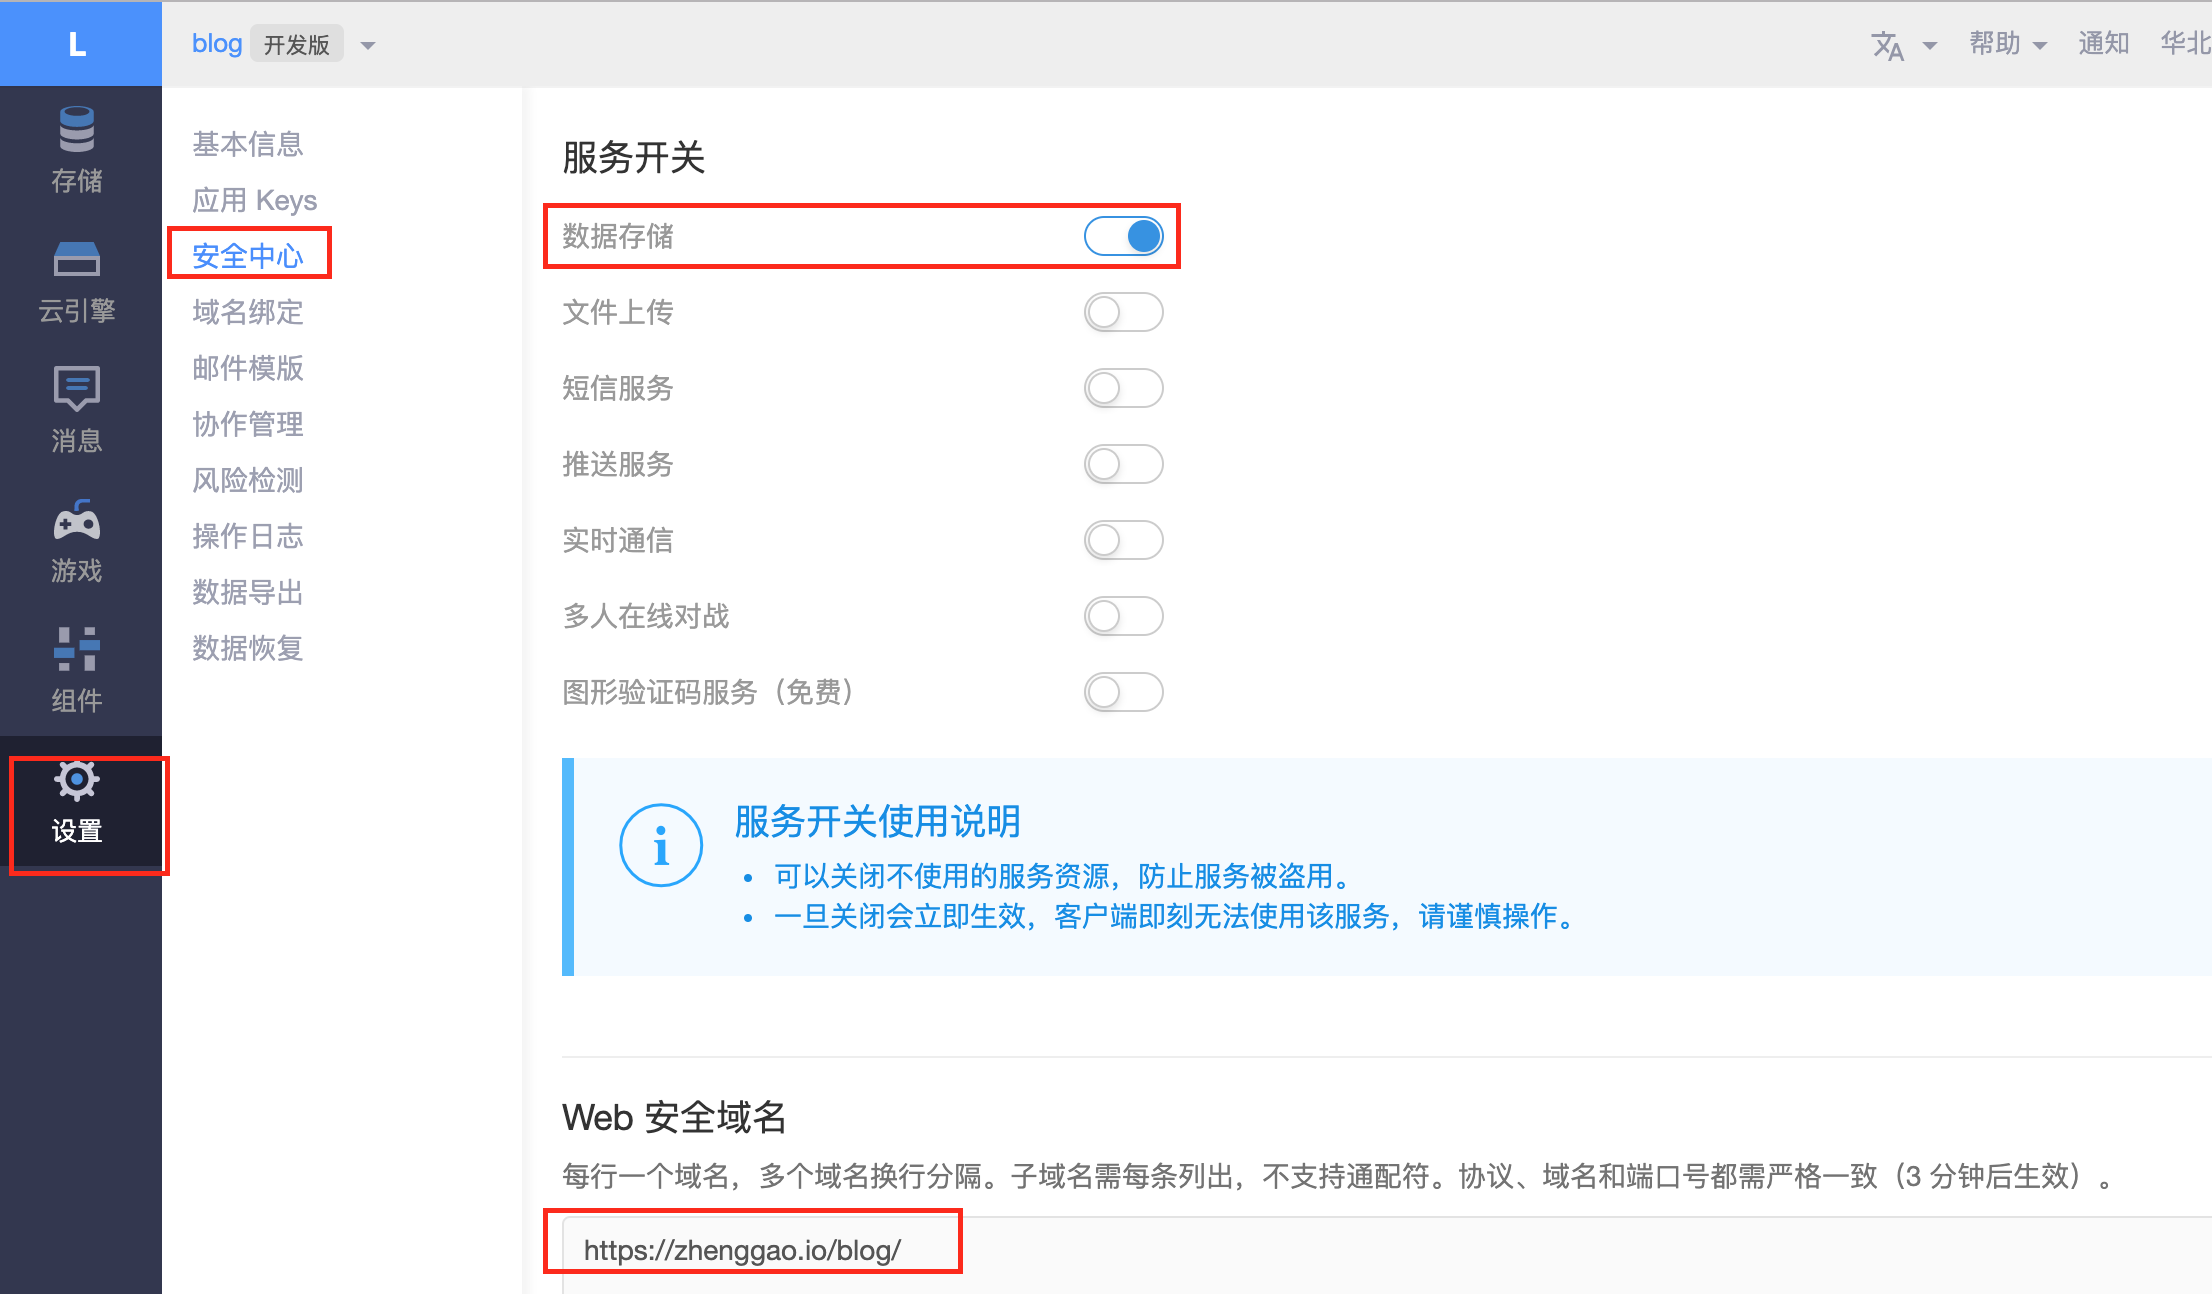 L
blog 开发版
帮助
通知
华北
存储
云引擎
消息
游戏
组件
设置
基本信息
应用 Keys
安全中心
域名绑定
邮件模版
协作管理
风险检测
操作日志
数据导出
数据恢复
服务开关
数据存储
文件上传
短信服务
推送服务
实时通信
多人在线对战
图形验证码服务（免费）
服务开关使用说明
• 可以关闭不使用的服务资源，防止服务被盗用。
• 一旦关闭会立即生效，客户端即刻无法使用该服务，请谨慎操作。
Web 安全域名
每行一个域名，多个域名换行分隔。子域名需每条列出，不支持通配符。协议、域名和端口号都需严格一致（3 分钟后生效）。
https://zhenggao.io/blog/